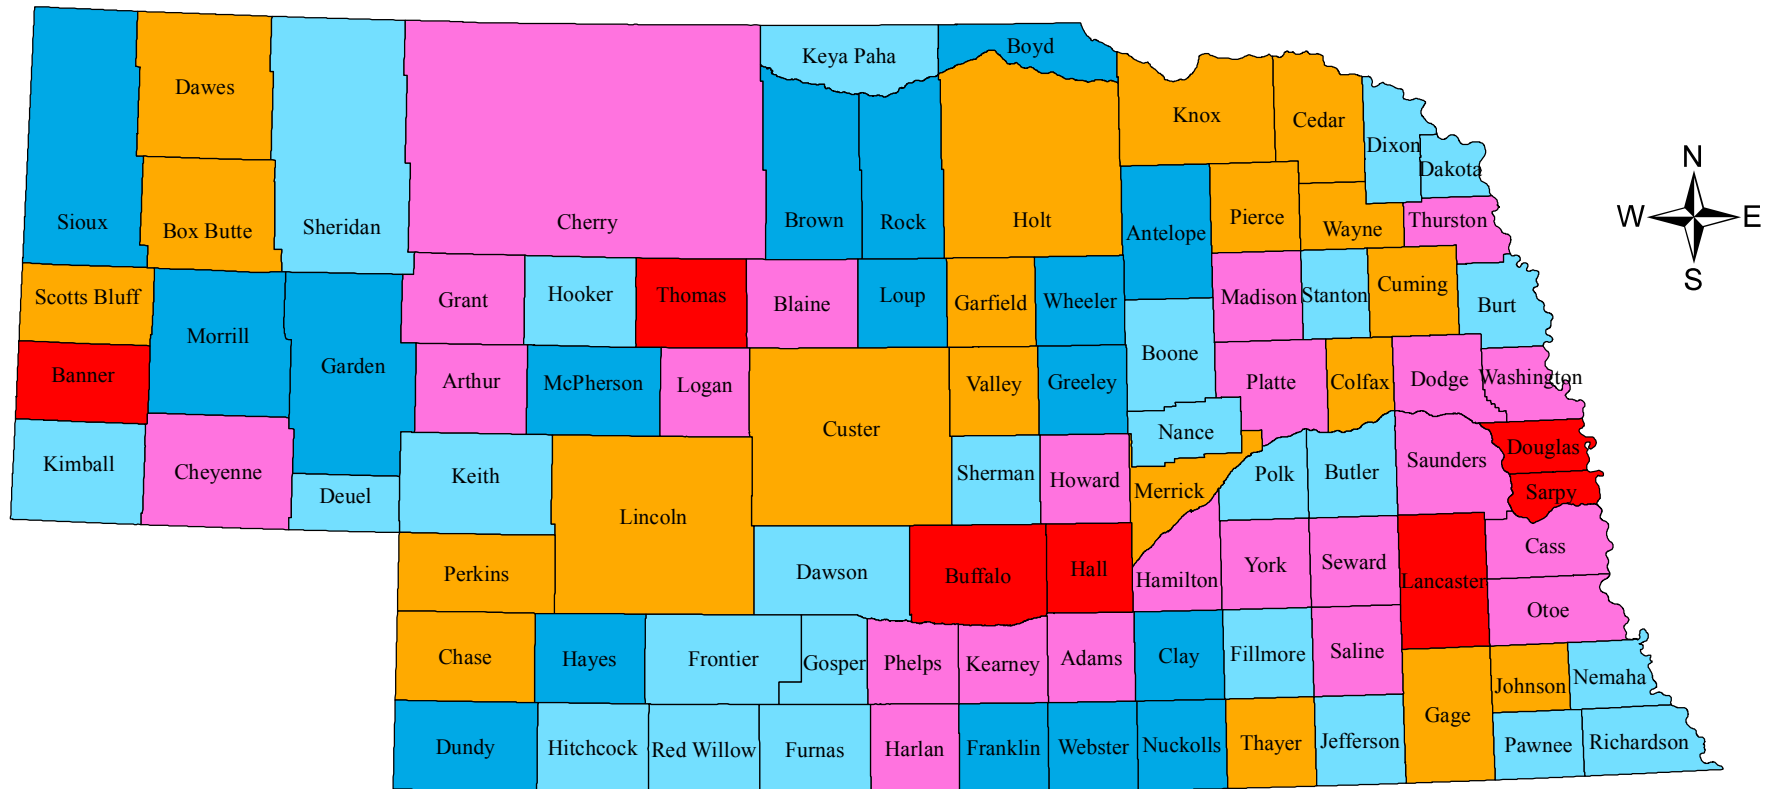 Keya Paha
Boyd
Dawes
Knox
Cedar
Dixon
Dakota
Sioux
Box Butte
Sheridan
Cherry
Brown
Rock
Holt
Antelope
Pierce
Wayne
Thurston
N
W
E
S
Scotts Bluff
Morrill
Garden
Grant
Hooker
Thomas
Blaine
Loup
Garfield
Wheeler
Madison
Stanton
Cuming
Burt
Banner
Arthur
McPherson
Logan
Custer
Valley
Greeley
Boone
Platte
Colfax
Dodge
Washington
Kimball
Cheyenne
Deuel
Keith
Lincoln
Sherman
Howard
Nance
Merrick
Polk
Butler
Saunders
Douglas
Sarpy
Perkins
Dawson
Buffalo
Hall
Hamilton
York
Seward
Lancaster
Cass
Otoe
Chase
Hayes
Frontier
Gosper
Phelps
Kearney
Adams
Clay
Fillmore
Saline
Gage
Johnson
Nemaha
Dundy
Hitchcock
Red Willow
Furnas
Harlan
Franklin
Webster
Nuckolls
Thayer
Jefferson
Pawnee
Richardson